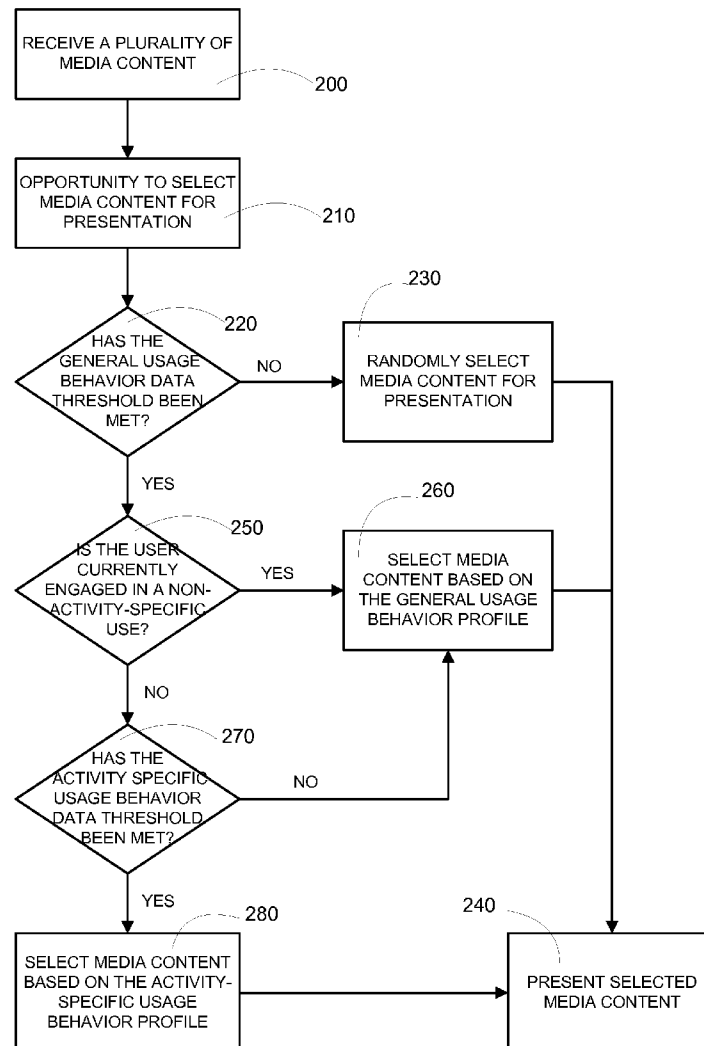 RECEIVE A PLURALITY OF
MEDIA CONTENT
200
OPPORTUNITY TO SELECT
MEDIA CONTENT FOR
PRESENTATION
210
220
HAS THE
GENERAL USAGE
BEHAVIOR DATA
THRESHOLD BEEN
MET?
NO
230
RANDOMLY SELECT
MEDIA CONTENT FOR
PRESENTATION
YES
250
IS THE USER
CURRENTLY
ENGAGED IN A NON-
ACTIVITY-SPECIFIC
USE?
YES
260
SELECT MEDIA
CONTENT BASED ON
THE GENERAL USAGE
BEHAVIOR PROFILE
NO
270
HAS THE
ACTIVITY SPECIFIC
USAGE BEHAVIOR
DATA THRESHOLD
BEEN MET?
NO
YES
280
SELECT MEDIA CONTENT
BASED ON THE ACTIVITY-
SPECIFIC USAGE
BEHAVIOR PROFILE
240
PRESENT SELECTED
MEDIA CONTENT